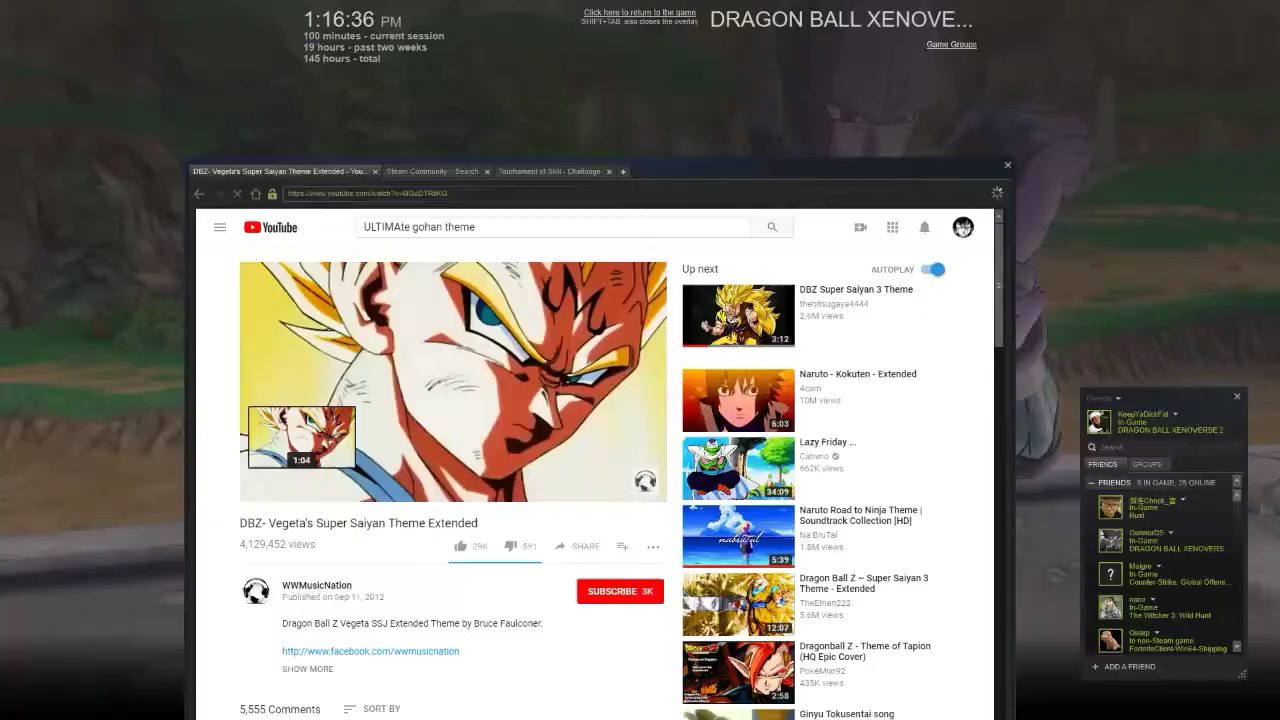 1:16:36 PM
100 minutes - current session
19 hours - past two weeks
145 hours - total
Click here to return to the game
SHIFT+TAB also closes the overlay
DRAGON BALL XENOVE...
Game Groups
DBZ- Vegeta's Super Saiyan Theme Extended - You...
Steam Community :: Search
Tournament of Skill - Challenge
YouTube
ULTIMAte gohan theme
1:04
DBZ- Vegeta's Super Saiyan Theme Extended
4,129,452 views
29K
591
SHARE
WWMusicNation
Published on Sep 11, 2012
SUBSCRIBE 3K
Dragon Ball Z Vegeta SSJ Extended Theme by Bruce Faulconer.
http://www.facebook.com/wwmusicnation
SHOW MORE
5,555 Comments
SORT BY
Up next
AUTOPLAY
DBZ Super Saiyan 3 Theme
thehitsugaya4444
2.6M views
3:12
Naruto - Kokuten - Extended
4cam
10M views
6:03
Lazy Friday ...
662K views
34:09
Naruto Road to Ninja Theme |
Soundtrack Collection [HD]
Na BruTai
1.8M views
5:39
Dragon Ball Z ~ Super Saiyan 3
Theme - Extended
TheEthan222
5.6M views
12:07
Dragonball Z - Theme of Tapion
(HQ Epic Cover)
PokéMixr92
435K views
2:58
Ginyu Tokusentai song
Friends
KeepYaDickFat
In-Game
DRAGON BALL XENOVERSE 2
Search
FRIENDS
GROUPS
FRIENDS
In-Game
Rust
GunnerDS
In-Game
DRAGON BALL XENOVERS
Maigre
In-Game
Counter-Strike: Global Offens...
none
In-Game
The Witcher 3: Wild Hunt
Quarp
In non-Steam game
FortniteClient-Win64-Shipping
+ ADD A FRIEND